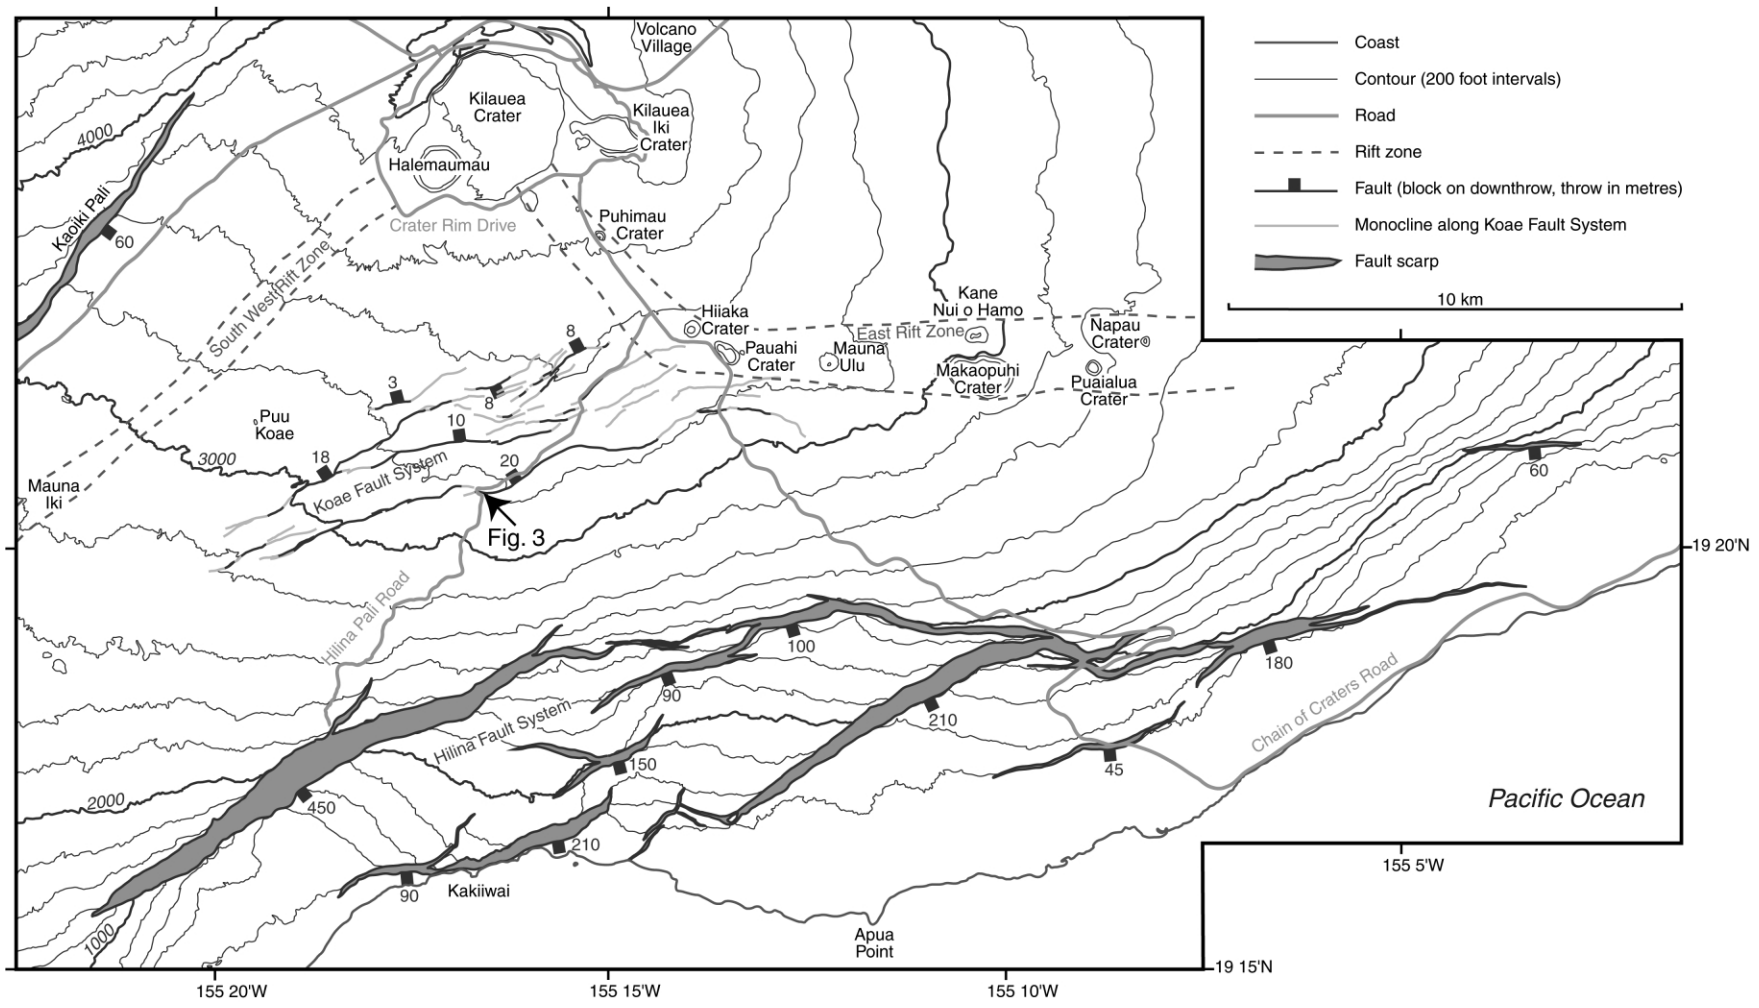 Volcano
Village
Kilauea
Crater
Kilauea
Iki
Crater
Halemaumau
4000
Kaoiki Pali
60
Crater Rim Drive
Puhimau
Crater
South West Rift Zone
Hiiaka
Crater
Pauahi
Crater
Mauna
Ulu
East Rift Zone
Kane
Nui o Hamo
Makaopuhi
Crater
Napau
Crater
Puaialua
Crater
8
3
8
10
18
20
Puu
Koae
3000
Koae Fault System
Mauna
Iki
Fig. 3
Hilina Pali Road
60
100
90
180
210
Hilina Fault System
150
45
Chain of Craters Road
2000
450
210
90
Kakiiwai
1000
Apua
Point
Pacific Ocean
Coast
Contour (200 foot intervals)
Road
Rift zone
Fault (block on downthrow, throw in metres)
Monocline along Koae Fault System
Fault scarp
10 km
19 20'N
155 5'W
19 15'N
155 20'W
155 15'W
155 10'W